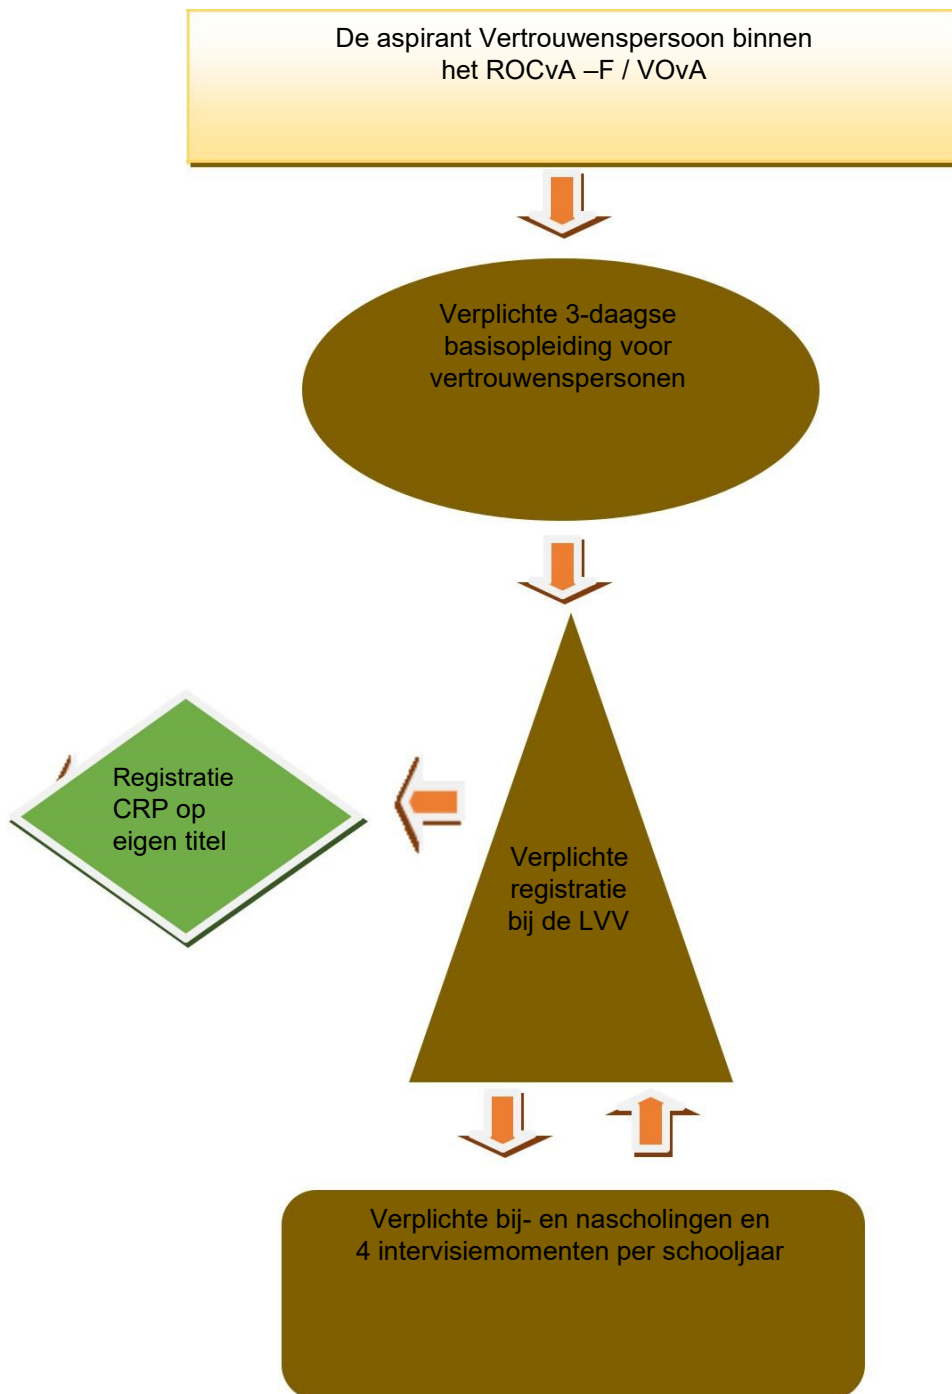 De aspirant Vertrouwenspersoon binnen
het ROCvA –F / VOvA
Verplichte 3-daagse
basisopleiding voor
vertrouwenspersonen
Registratie
CRP op
eigen titel
Verplichte
registratie
bij de LVV
Verplichte bij- en nascholingen en
4 intervisiemomenten per schooljaar